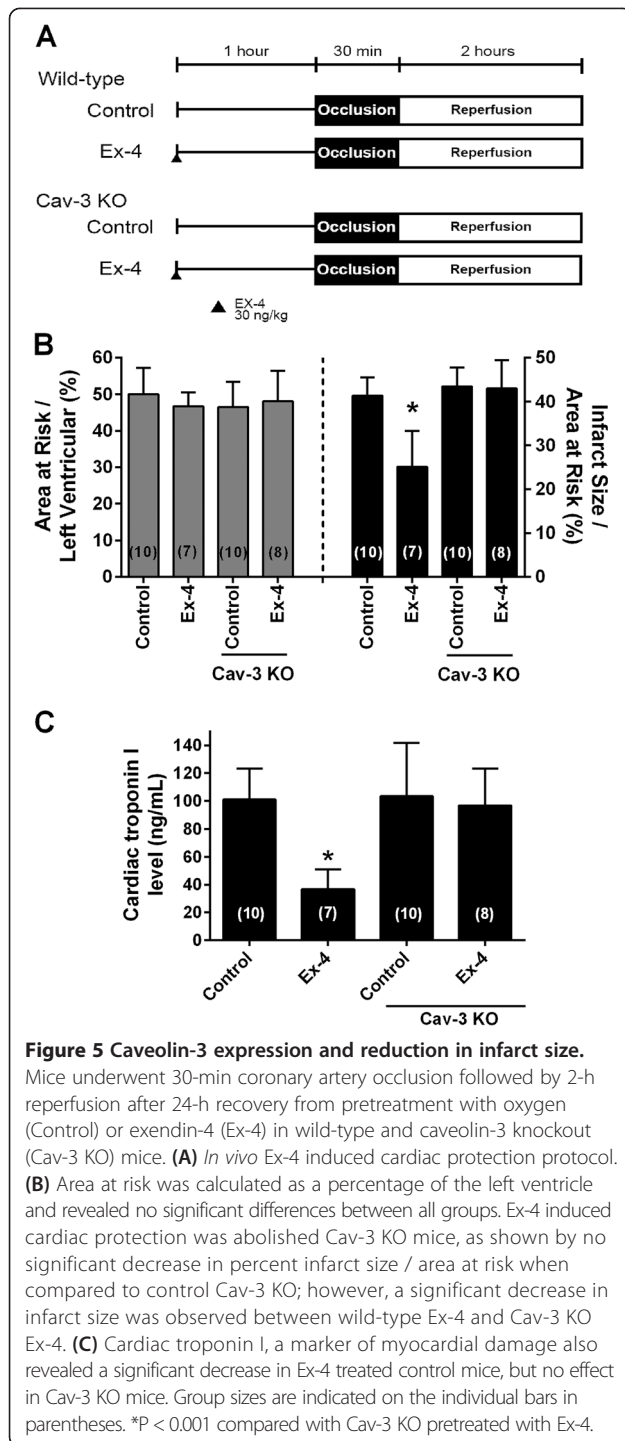 A
1 hour 30 min 2 hours
Wild-type
Control Occlusion Reperfusion
Ex-4 Occlusion Reperfusion
Cav-3 KO
Control Occlusion Reperfusion
Ex-4 Occlusion Reperfusion
EX-4
30 ng/kg
B
Area at Risk /
Left Ventricular (%)
60
50
40
30
20
10
0
(10) (7) (10) (8)
Control Ex-4 Control Ex-4
Cav-3 KO
*
(10) (7) (10) (8)
Control Ex-4 Control Ex-4
Cav-3 KO
50
40
30
20
10
0
Infarct Size /
Area at Risk (%)
C
Cardiac troponin I
level (ng/mL)
140
120
100
80
60
40
20
0
*
(10) (7) (10) (8)
Control Ex-4 Control Ex-4
Cav-3 KO
Figure 5 Caveolin-3 expression and reduction in infarct size.
Mice underwent 30-min coronary artery occlusion followed by 2-h
reperfusion after 24-h recovery from pretreatment with oxygen
(Control) or exendin-4 (Ex-4) in wild-type and caveolin-3 knockout
(Cav-3 KO) mice. (A) In vivo Ex-4 induced cardiac protection protocol.
(B) Area at risk was calculated as a percentage of the left ventricle
and revealed no significant differences between all groups. Ex-4 induced
cardiac protection was abolished Cav-3 KO mice, as shown by no
significant decrease in percent infarct size / area at risk when
compared to control Cav-3 KO; however, a significant decrease in
infarct size was observed between wild-type Ex-4 and Cav-3 KO
Ex-4. (C) Cardiac troponin I, a marker of myocardial damage also
revealed a significant decrease in Ex-4 treated control mice, but no effect
in Cav-3 KO mice. Group sizes are indicated on the individual bars in
parentheses. *P < 0.001 compared with Cav-3 KO pretreated with Ex-4.